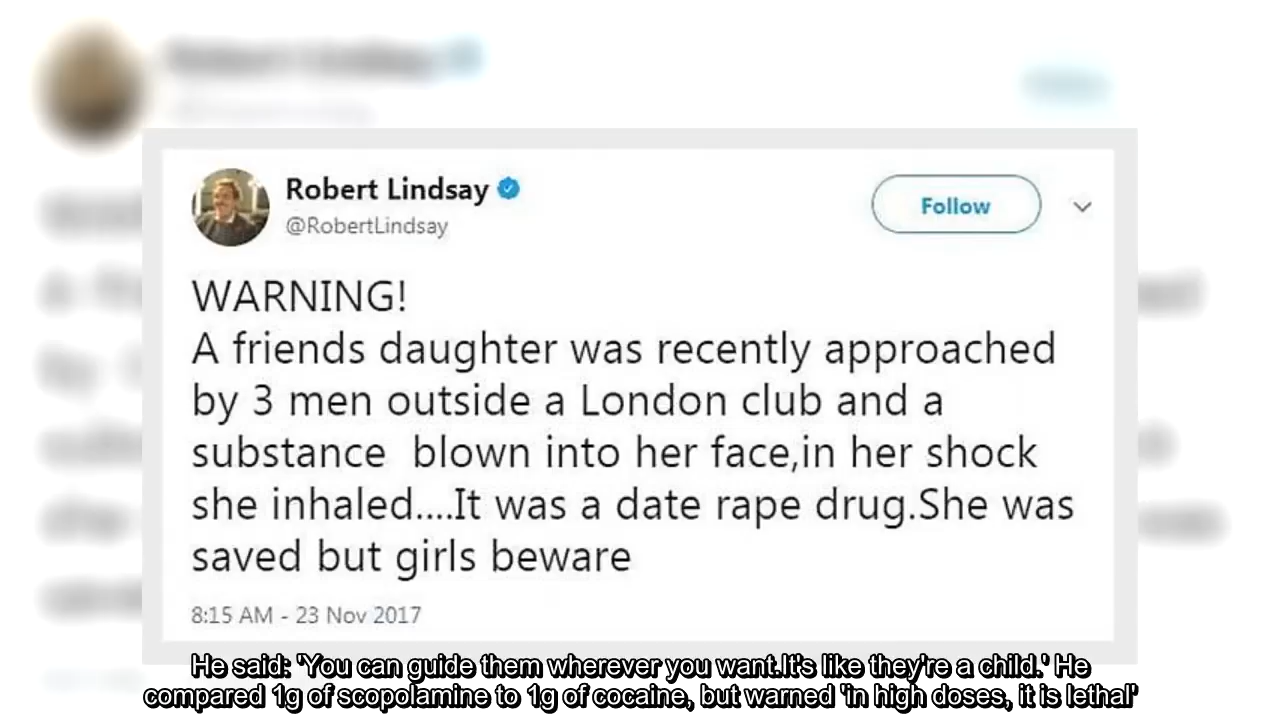 Robert Lindsay
@RobertLindsay
Follow
WARNING!
A friends daughter was recently approached
by 3 men outside a London club and a
substance  blown into her face,in her shock
she inhaled....It was a date rape drug.She was
saved but girls beware
8:15 AM - 23 Nov 2017
He said: 'You can guide them wherever you want.It's like they're a child.' He
compared 1g of scopolamine to 1g of cocaine, but warned 'in high doses, it is lethal'